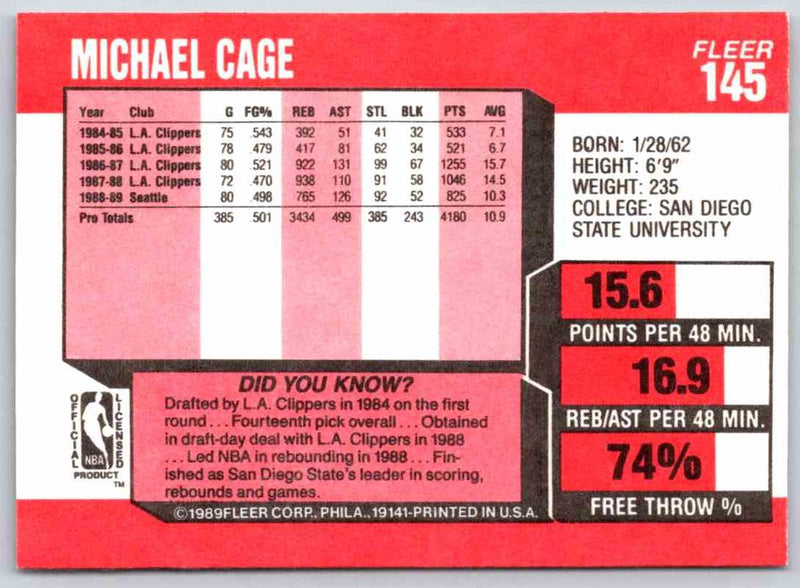 MICHAEL CAGE
FLEER
145
Year Club G FG% REB AST STL BLK PTS AVG
1984-85 L.A. Clippers 75 .543 392 51 41 32 533 7.1
1985-86 L.A. Clippers 78 .479 417 81 62 34 521 6.7
1986-87 L.A. Clippers 80 .521 922 131 99 67 1255 15.7
1987-88 L.A. Clippers 72 .470 938 110 91 58 1046 14.5
1988-89 Seattle 80 .498 765 126 92 52 825 10.3
Pro Totals 385 .501 3434 499 385 243 4180 10.9
BORN: 1/28/62
HEIGHT: 6'9"
WEIGHT: 235
COLLEGE: SAN DIEGO
STATE UNIVERSITY
15.6
POINTS PER 48 MIN.
16.9
REB/AST PER 48 MIN.
74%
FREE THROW %
OFFICIAL
LICENSED
NBA
PRODUCT
TM
DID YOU KNOW?
Drafted by L.A. Clippers in 1984 on the first
round . . . Fourteenth pick overall . . . Obtained
in draft-day deal with L.A. Clippers in 1988
. . . Led NBA in rebounding in 1988 . . . Fin-
ished as San Diego State's leader in scoring,
rebounds and games.
©1989FLEER CORP., PHILA., 19141-PRINTED IN U.S.A.